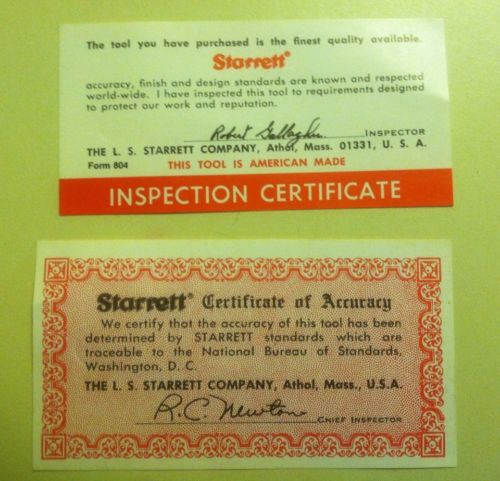 The tool you have purchased is the finest quality available.
Starrett®
accuracy, finish and design standards are known and respected
world-wide. I have inspected this tool to requirements designed
to protect our work and reputation.
Robert Gallagher INSPECTOR
THE L. S. STARRETT COMPANY, Athol, Mass. 01331, U. S. A.
Form 804 THIS TOOL IS AMERICAN MADE
INSPECTION CERTIFICATE
Starrett® Certificate of Accuracy
We certify that the accuracy of this tool has been
determined by STARRETT standards which are
traceable to the National Bureau of Standards,
Washington, D. C.
THE L. S. STARRETT COMPANY, Athol, Mass., U.S.A.
R. C. Newton
CHIEF INSPECTOR